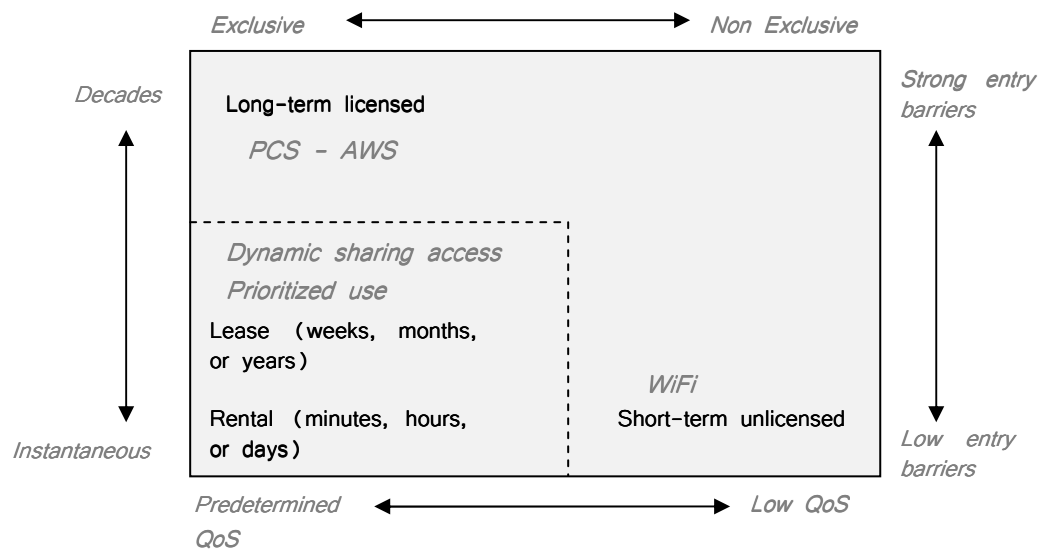 Exclusive
Non Exclusive
Decades
Strong entry
barriers
Long-term licensed
PCS - AWS
Dynamic sharing access
Prioritized use
Lease (weeks, months,
or years)
WiFi
Rental (minutes, hours,
or days)
Short-term unlicensed
Instantaneous
Low entry
barriers
Predetermined
QoS
Low QoS